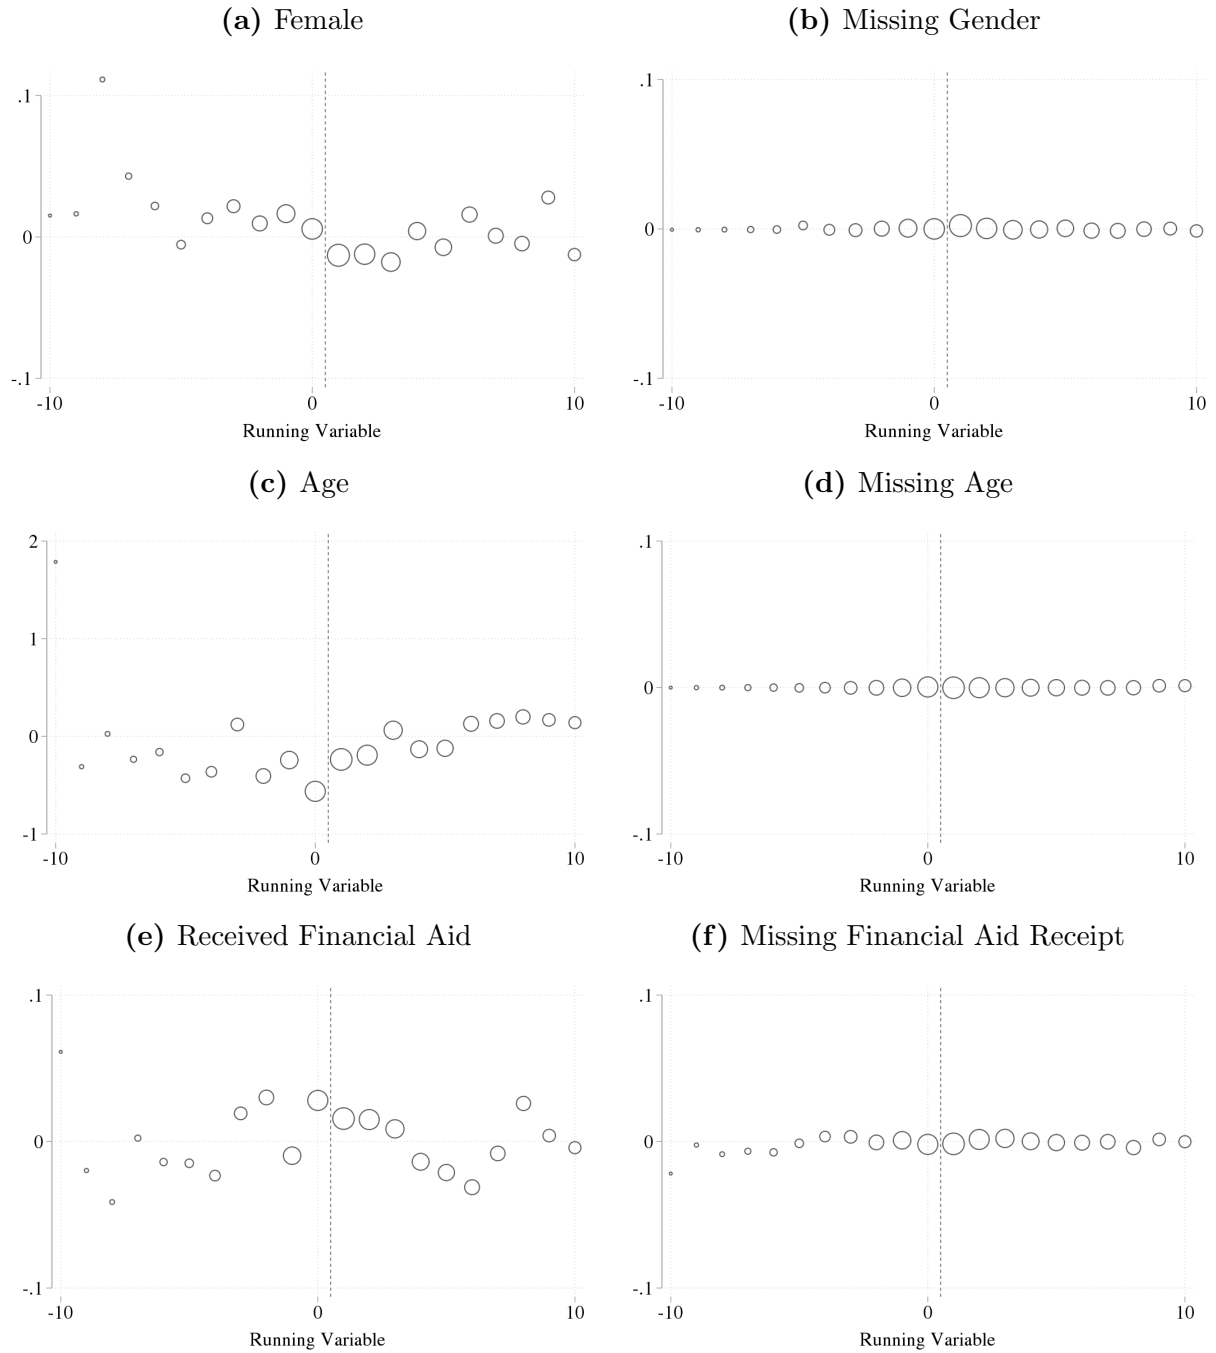 (a) Female
.1
0
-.1
-10 0 10
Running Variable
(b) Missing Gender
.1
0
-.1
-10 0 10
Running Variable
(c) Age
2
1
0
-1
-10 0 10
Running Variable
(d) Missing Age
.1
0
-.1
-10 0 10
Running Variable
(e) Received Financial Aid
.1
0
-.1
-10 0 10
Running Variable
(f) Missing Financial Aid Receipt
.1
0
-.1
-10 0 10
Running Variable